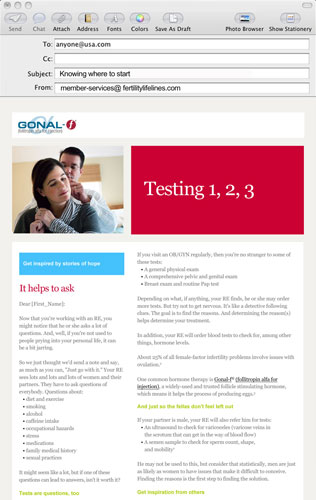 Send
Chat
Attach
Address
Fonts
Colors
Save As Draft
Photo Browser
Show Stationery
To: anyone@usa.com
Cc:
Subject: Knowing where to start
From: member-services@ fertilitylifelines.com
GONAL-f
Testing 1, 2, 3
Get inspired by stories of hope
It helps to ask
Dear [First_Name]:
Now that you're working with an RE, you
might notice that he or she asks a lot of
questions. And, well, if you're not used to
people prying into your personal life, it can
be a bit jarring.
So we just thought we'd send a note and say,
as much as you can, "Just go with it." Your RE
sees lots and lots and lots of women and their
partners. They have to ask questions of
everybody. Questions about:
• diet and exercise
• smoking
• alcohol
• caffeine intake
• occupational hazards
• stress
• medications
• family medical history
• sexual practices
It might seem like a lot, but if one of these
questions can lead to answers, isn't it worth it?
Tests are questions, too
If you visit an OB/GYN regularly, then you're no stranger to some of
these tests:
• A general physical exam
• A comprehensive pelvic and genital exam
• Breast exam and routine Pap test
Depending on what, if anything, your RE finds, he or she may order
more tests. But try not to get nervous. It's like a detective following
clues. The goal is to find the reasons. And determining the reason(s)
helps determine your treatment.
In addition, your RE will order blood tests to check for, among other
things, hormone levels.
About 25% of all female-factor infertility problems involve issues with
ovulation.
One common hormone therapy is Gonal-f® (follitropin alfa for
injection), a widely-used and trusted follicle stimulating hormone,
which means it helps the process of producing eggs.
And just so the fellas don't feel left out
If your partner is male, your RE will also refer him for tests:
• An ultrasound to check for varicoceles (varicose veins in
the scrotum that can get in the way of blood flow)
• A semen sample to check for sperm count, shape,
and mobility
He may not be used to this, but consider that statistically, men are just
as likely as women to have issues that make it difficult to conceive.
Finding the reasons is the first step to finding the solution.
Get inspiration from others